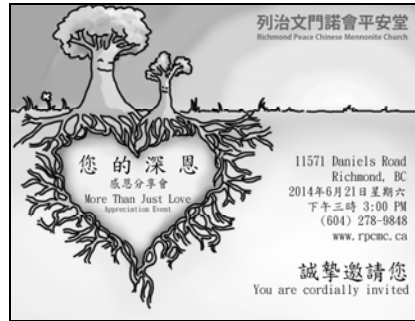 列治文門諾會平安堂
Richmond Peace Chinese Mennonite Church
您的深恩
感恩分享會
More Than Just Love
Appreciation Event
11571 Daniels Road
Richmond, BC
2014年6月21日星期六
下午三時 3:00 PM
(604) 278-9848
www.rpcmc.ca
誠摯邀請您
You are cordially invited